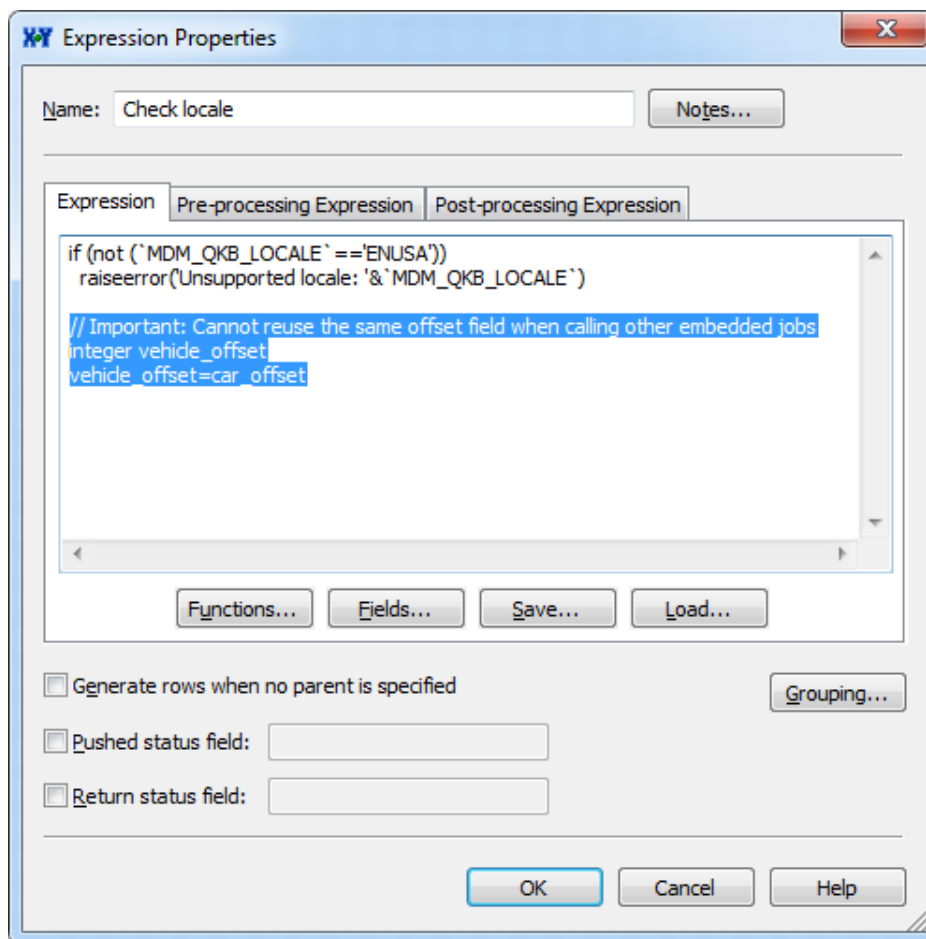 X-Y Expression Properties
Name: Check locale Notes...
Expression Pre-processing Expression Post-processing Expression
if (not (`MDM_QKB_LOCALE`=='ENUSA'))
raiseerror('Unsupported locale: '&`MDM_QKB_LOCALE`)
// Important: Cannot reuse the same offset field when calling other embedded jobs
integer vehicle_offset
vehicle_offset=car_offset
Functions... Fields... Save... Load...
Generate rows when no parent is specified
Grouping...
Pushed status field:
Return status field:
OK Cancel Help